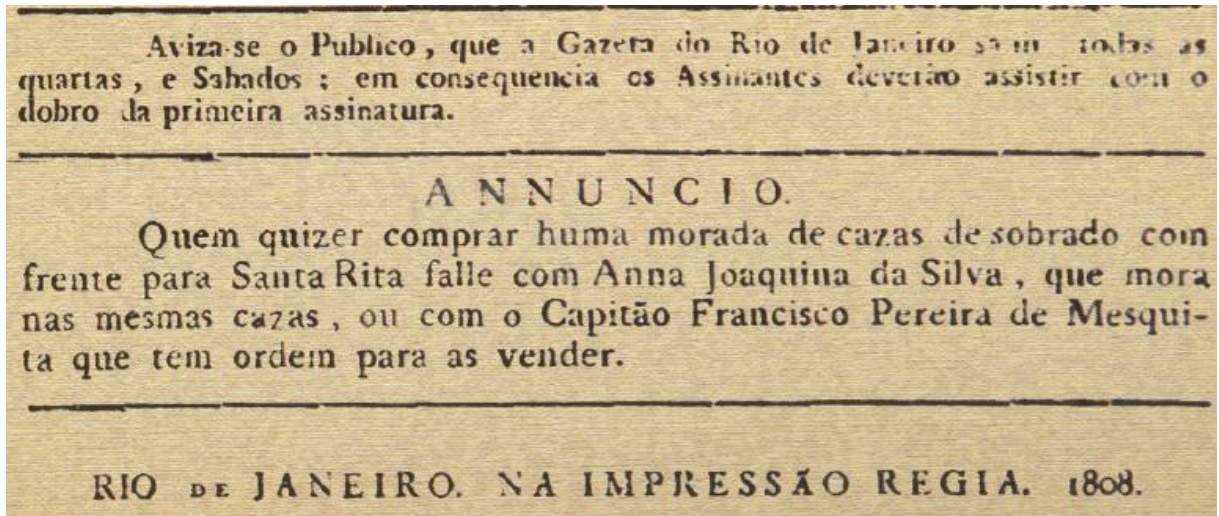 Aviza-se o Publico, que a Gazeta do Rio de Janeiro todas as
quartas, e Sabados; em consequencia os Assinantes deverão assistir com o
dobro da primeira assinatura.
ANNUNCIO.
Quem quizer comprar huma morada de cazas de sobrado com
frente para Santa Rita falle com Anna Joaquina da Silva, que mora
nas mesmas cazas, ou com o Capitão Francisco Pereira de Mesqui-
ta que tem ordem para as vender.
RIO DE JANEIRO. NA IMPRESSÃO REGIA. 1808.